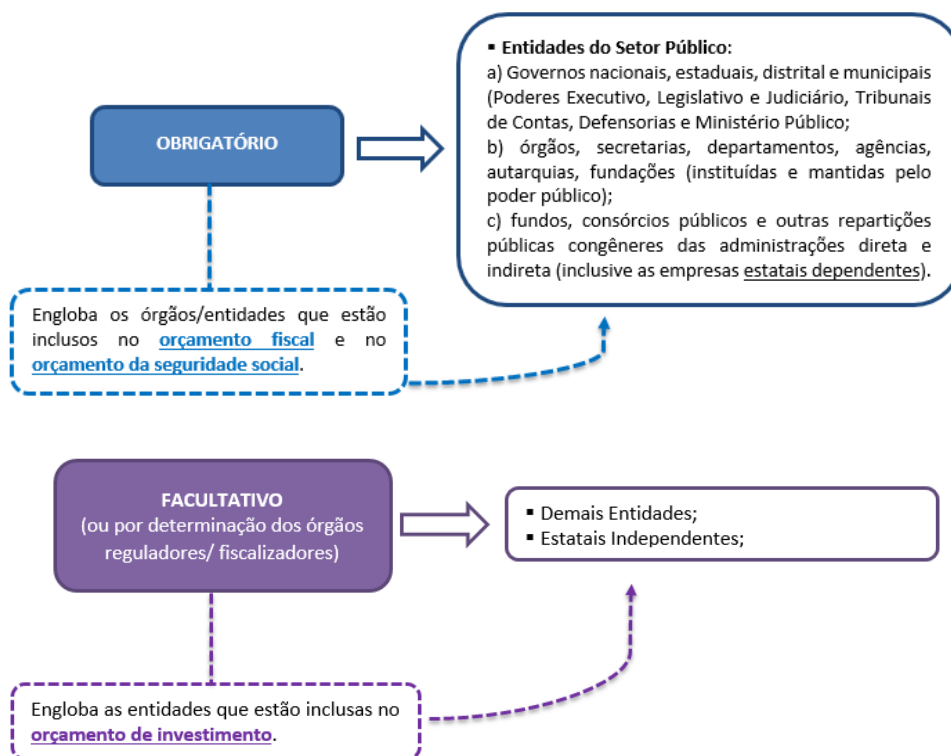 ▪ Entidades do Setor Público:
a) Governos nacionais, estaduais, distrital e municipais
(Poderes Executivo, Legislativo e Judiciário, Tribunais
de Contas, Defensorias e Ministério Público;
b) órgãos, secretarias, departamentos, agências,
autarquias, fundações (instituídas e mantidas pelo
poder público);
c) fundos, consórcios públicos e outras repartições
públicas congêneres das administrações direta e
indireta (inclusive as empresas estatais dependentes).
OBRIGATÓRIO
Engloba os órgãos/entidades que estão
inclusos no orçamento fiscal e no
orçamento da seguridade social.
FACULTATIVO
(ou por determinação dos órgãos
reguladores/ fiscalizadores)
▪ Demais Entidades;
▪ Estatais Independentes;
Engloba as entidades que estão inclusas no
orçamento de investimento.